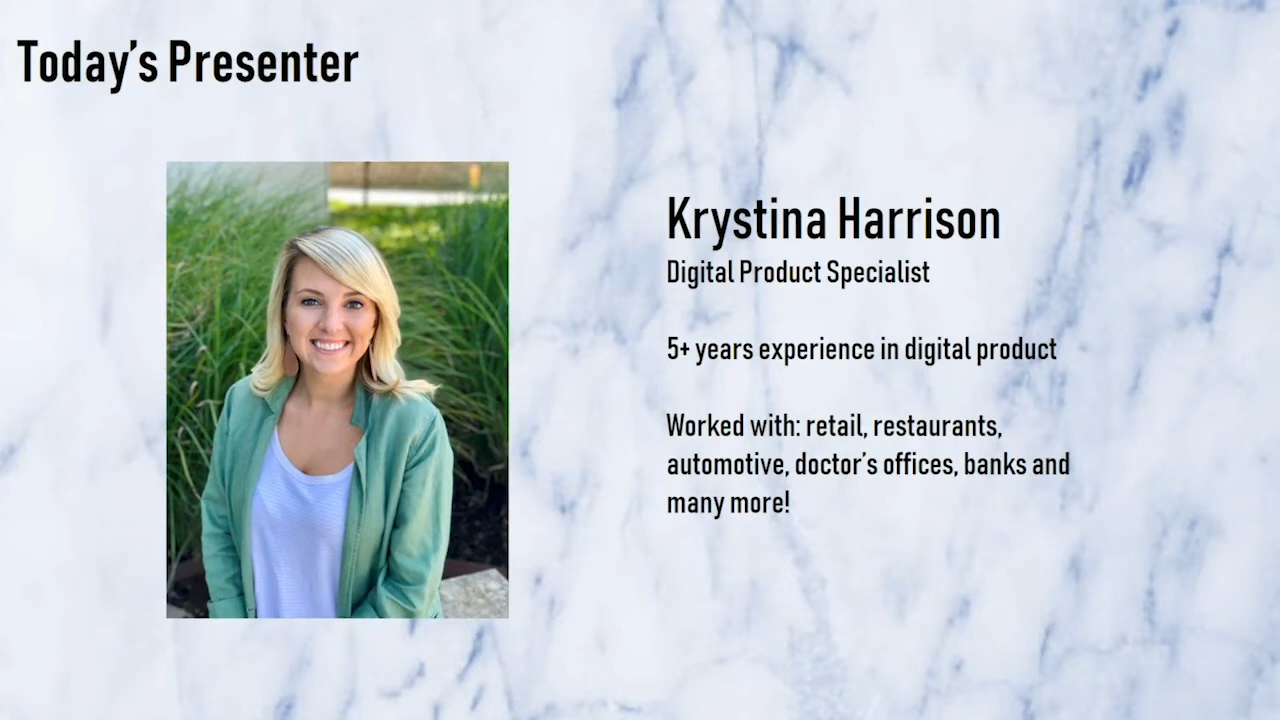 Today’s Presenter
Krystina Harrison
Digital Product Specialist
5+ years experience in digital product
Worked with: retail, restaurants,
automotive, doctor’s offices, banks and
many more!